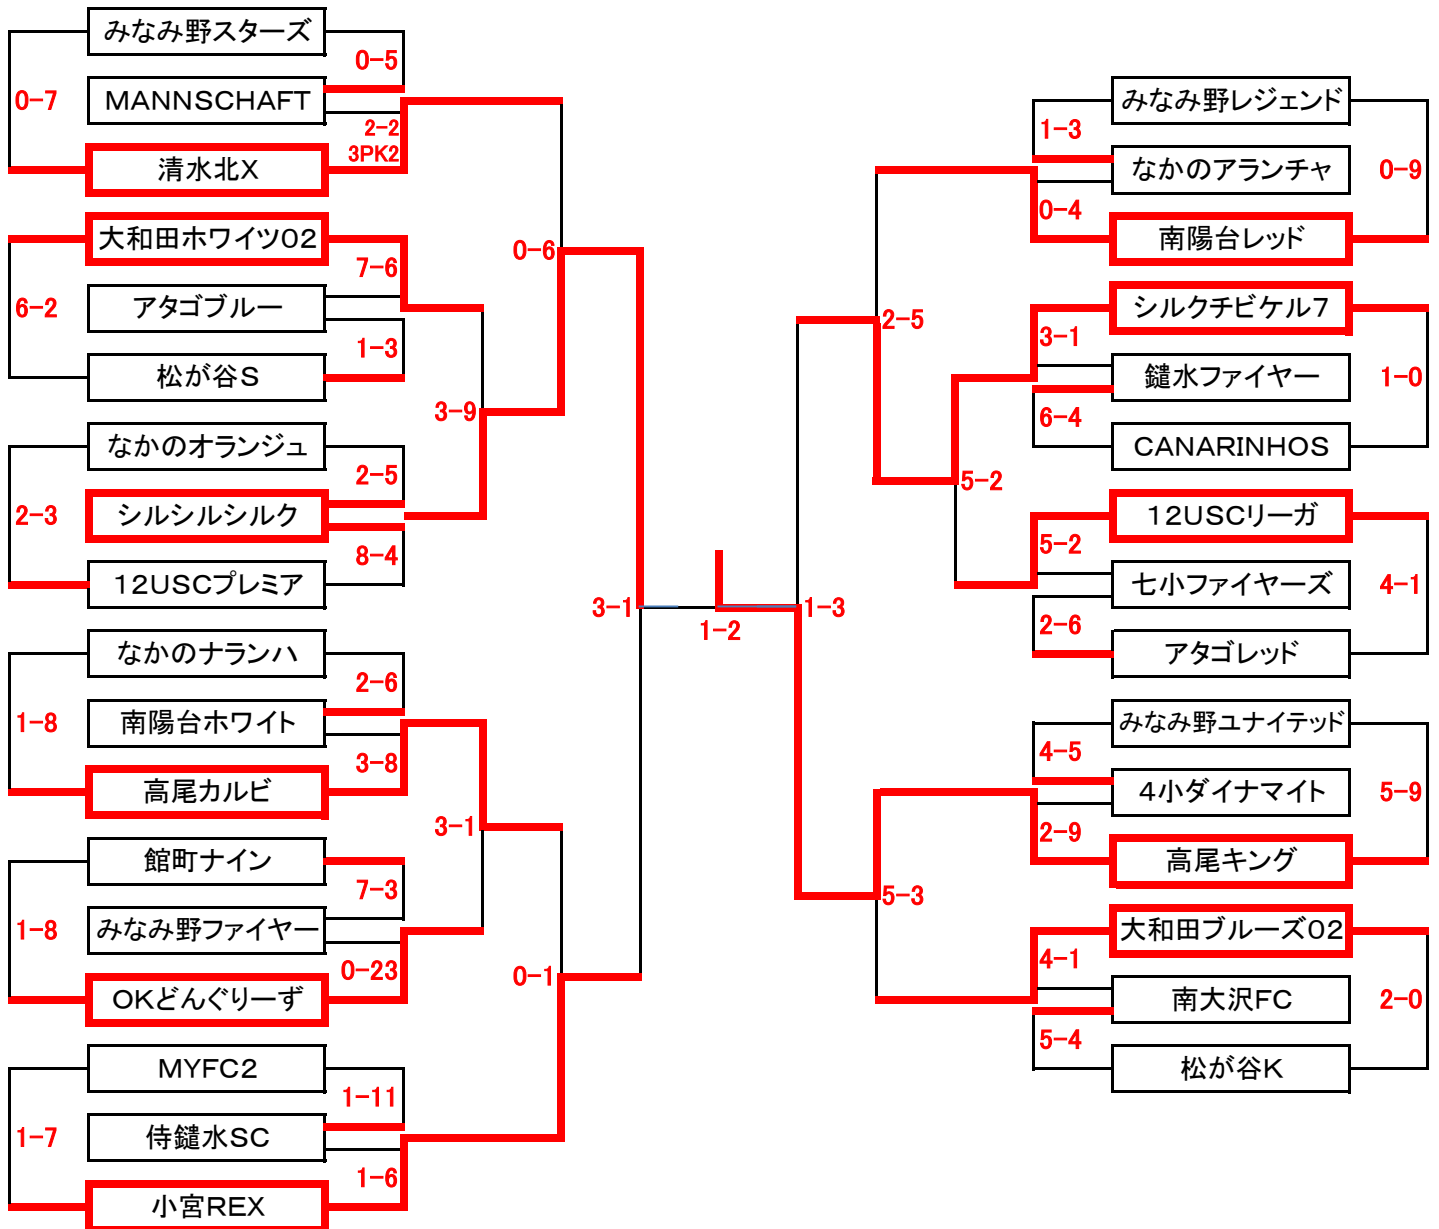 みなみ野スターズ
0-5
0-7
MANNSCHAFT
2-2
3PK2
清水北X
大和田ホワイツ02
7-6
6-2
アタゴブルー
1-3
松が谷S
0-6
3-9
なかのオランジュ
2-5
2-3
シルシルシルク
8-4
12USCプレミア
3-1
なかのナランハ
2-6
1-8
南陽台ホワイト
3-8
高尾カルビ
3-1
館町ナイン
7-3
1-8
みなみ野ファイヤー
0-23
OKどんぐりーず
0-1
MYFC2
1-11
1-7
侍鑓水SC
1-6
小宮REX
1-2
みなみ野レジェンド
1-3
なかのアランチャ
0-9
0-4
南陽台レッド
2-5
シルクチビケル7
3-1
鑓水ファイヤー
1-0
6-4
CANARINHOS
5-2
12USCリーガ
5-2
七小ファイヤーズ
4-1
2-6
アタゴレッド
1-3
みなみ野ユナイテッド
4-5
4小ダイナマイト
5-9
2-9
高尾キング
5-3
大和田ブルーズ02
4-1
南大沢FC
2-0
5-4
松が谷K